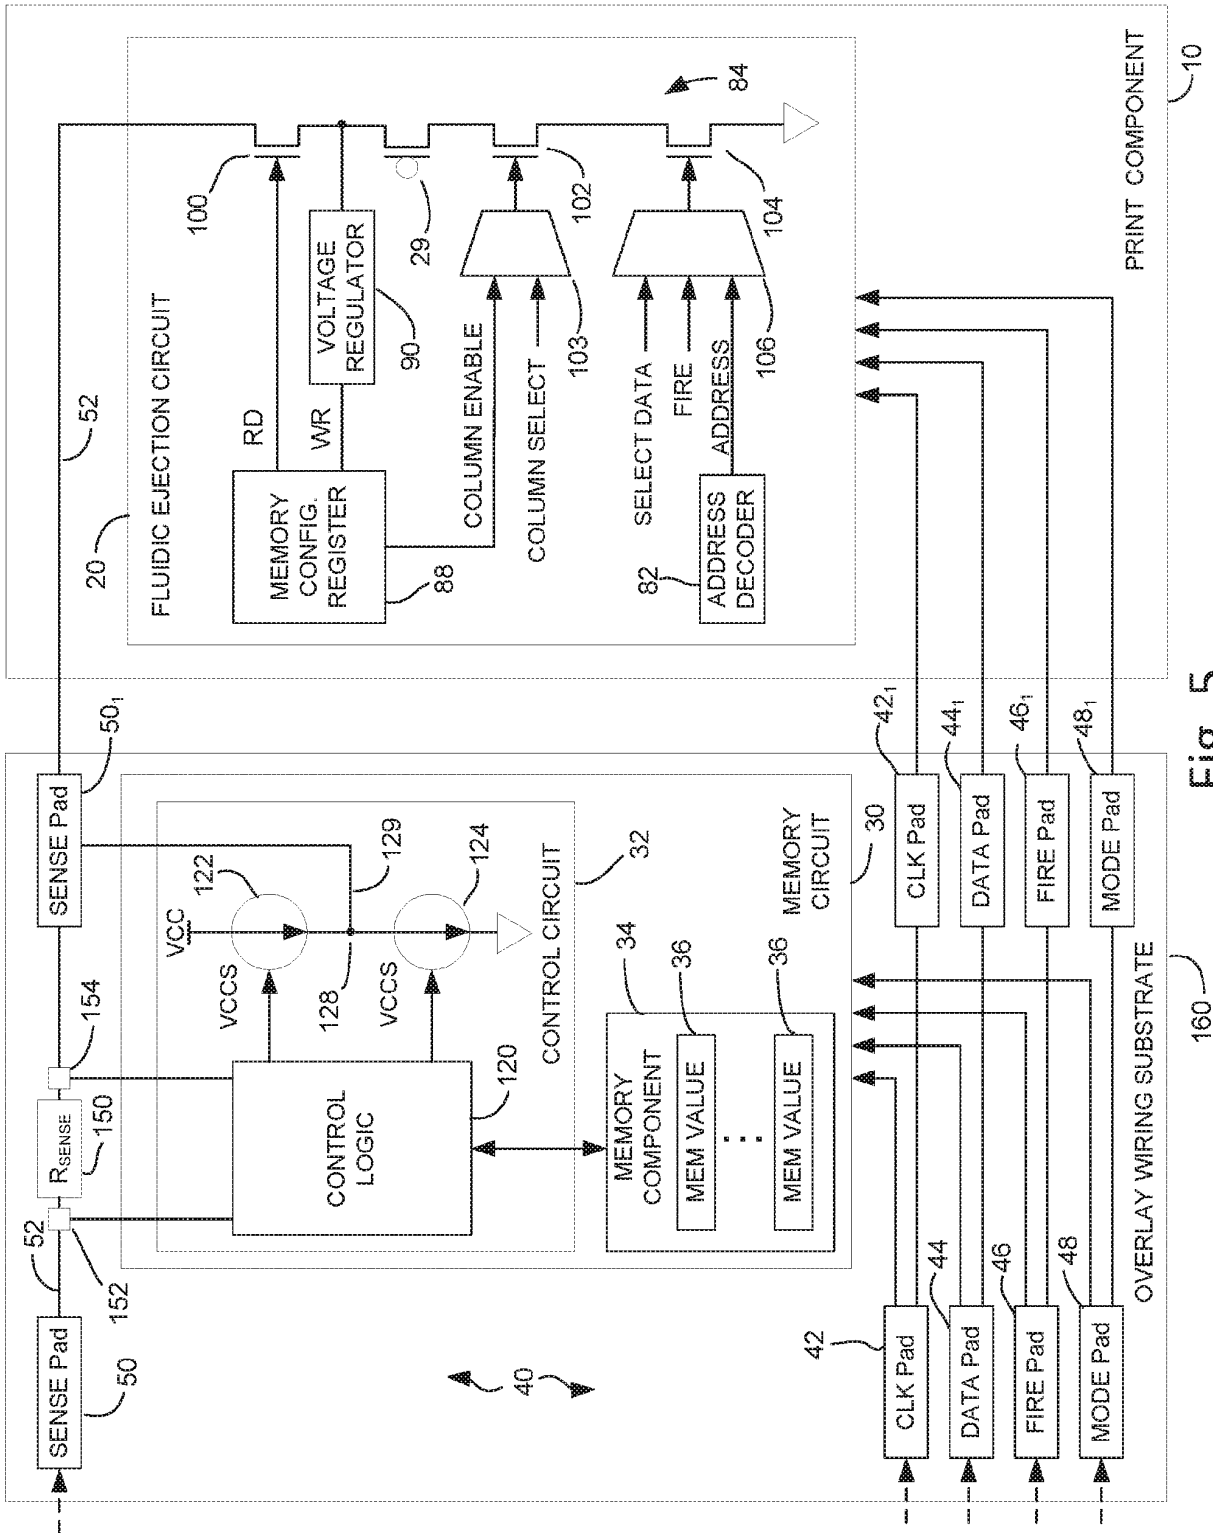 SENSE Pad
50
52
152
RSENSE
150
154
SENSE Pad
50₁
52
VCC
122
VCCS
128
129
VCCS
124
CONTROL
LOGIC
120
CONTROL CIRCUIT
32
MEMORY
COMPONENT
34
MEM VALUE
36
...
MEM VALUE
36
MEMORY
CIRCUIT
30
40
CLK Pad
42
DATA Pad
44
FIRE Pad
46
MODE Pad
48
CLK Pad
42₁
DATA Pad
44₁
FIRE Pad
46₁
MODE Pad
48₁
OVERLAY WIRING SUBSTRATE
160
20
FLUIDIC EJECTION CIRCUIT
MEMORY
CONFIG.
REGISTER
88
RD
WR
VOLTAGE
REGULATOR
90
100
29
COLUMN ENABLE
COLUMN SELECT
103
102
84
SELECT DATA
FIRE
ADDRESS
ADDRESS
DECODER
82
106
104
PRINT COMPONENT
10
Fig. 5